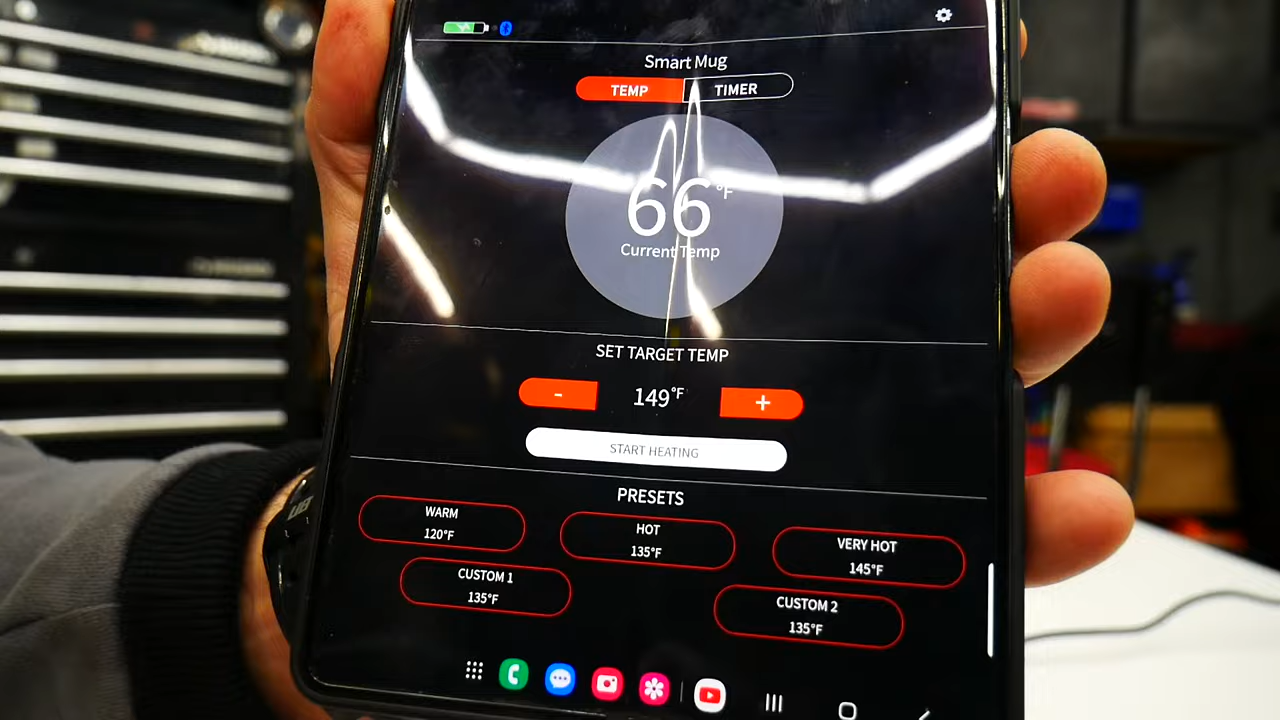 Smart Mug
TEMP
TIMER
66°F
Current Temp
SET TARGET TEMP
-
149°F
+
START HEATING
PRESETS
WARM
120°F
HOT
135°F
VERY HOT
145°F
CUSTOM 1
135°F
CUSTOM 2
135°F